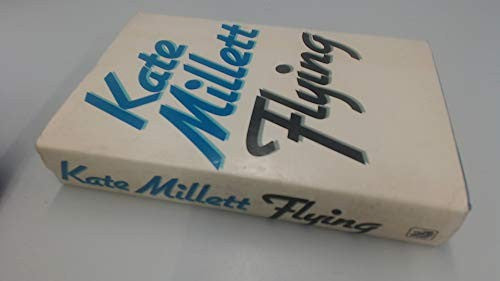 Kate
Millett
Flying
Kate Millett Flying